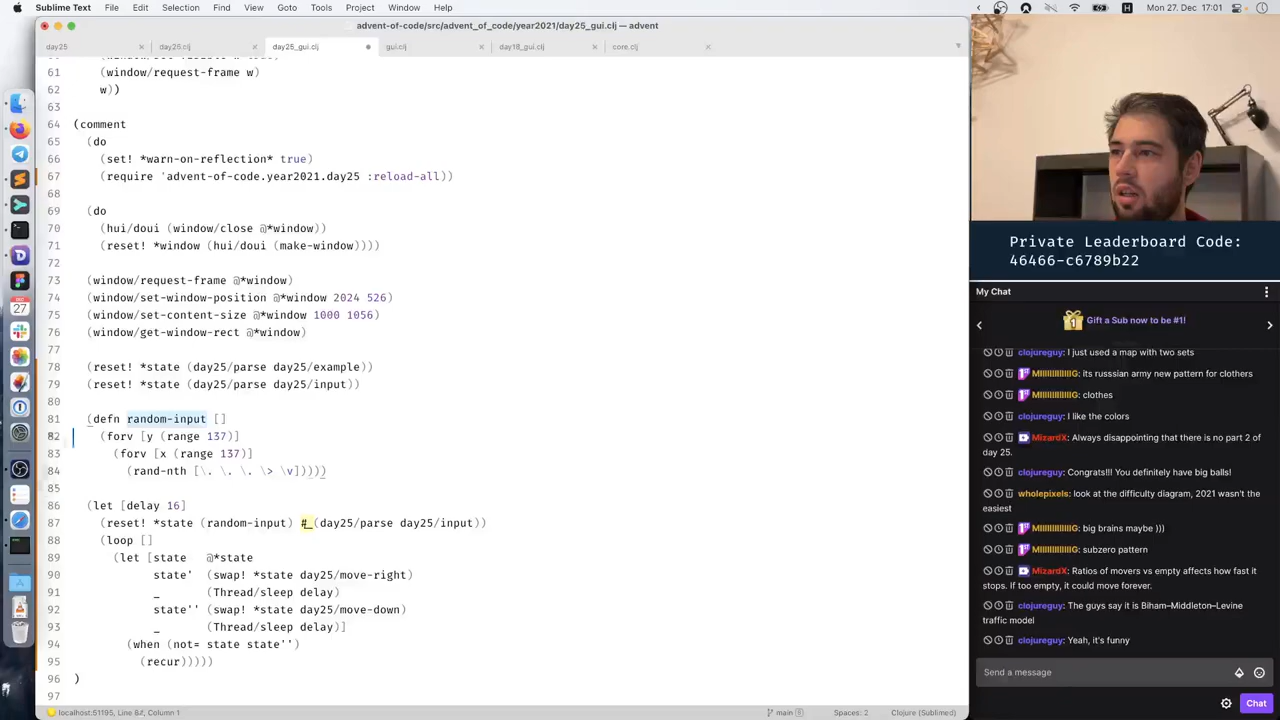 Sublime Text File Edit Selection Find View Goto Tools Project Window Help Mon 27. Dec 17:01
advent-of-code/src/advent_of_code/year2021/day25_gui.clj — advent
day25 day25.clj day25_gui.clj gui.clj day18_gui.clj core.clj
61 (window/request-frame w)
62 w))
63
64 (comment
65 (do
66 (set! *warn-on-reflection* true)
67 (require 'advent-of-code.year2021.day25 :reload-all))
68
69 (do
70 (hui/doui (window/close @*window))
71 (reset! *window (hui/doui (make-window))))
72
73 (window/request-frame @*window)
74 (window/set-window-position @*window 2024 526)
75 (window/set-content-size @*window 1000 1056)
76 (window/get-window-rect @*window)
77
78 (reset! *state (day25/parse day25/example))
79 (reset! *state (day25/parse day25/input))
80
81 (defn random-input []
82 (forv [y (range 137)]
83 (forv [x (range 137)]
84 (rand-nth [\. \. \. \> \v]))))
85
86 (let [delay 16]
87 (reset! *state (random-input) #_(day25/parse day25/input))
88 (loop []
89 (let [state @*state
90 state' (swap! *state day25/move-right)
91 _ (Thread/sleep delay)
92 state'' (swap! *state day25/move-down)
93 _ (Thread/sleep delay)]
94 (when (not= state state'')
95 (recur)))))
96 )
97
localhost:51195, Line 82, Column 1 main Spaces: 2 Clojure (Sublimed)
Private Leaderboard Code:
46466-c6789b22
My Chat
Gift a Sub now to be #1!
clojureguy: I just used a map with two sets
MIIIIIIIIIIIG: its russsian army new pattern for clothers
MIIIIIIIIIIIG: clothes
clojureguy: I like the colors
MizardX: Always disappointing that there is no part 2 of
day 25.
clojureguy: Congrats!!! You definitely have big balls!
wholepixels: look at the difficulty diagram, 2021 wasn't the
easiest
MIIIIIIIIIIIG: big brains maybe )))
MIIIIIIIIIIIG: subzero pattern
MizardX: Ratios of movers vs empty affects how fast it
stops. If too empty, it could move forever.
clojureguy: The guys say it is Biham–Middleton–Levine
traffic model
clojureguy: Yeah, it's funny
Send a message
Chat